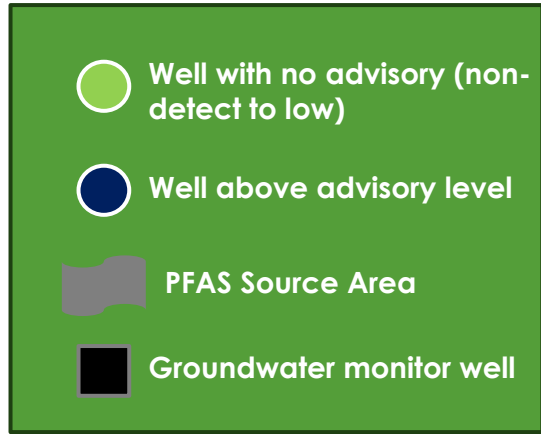 Well with no advisory (non-
detect to low)
Well above advisory level
PFAS Source Area
Groundwater monitor well